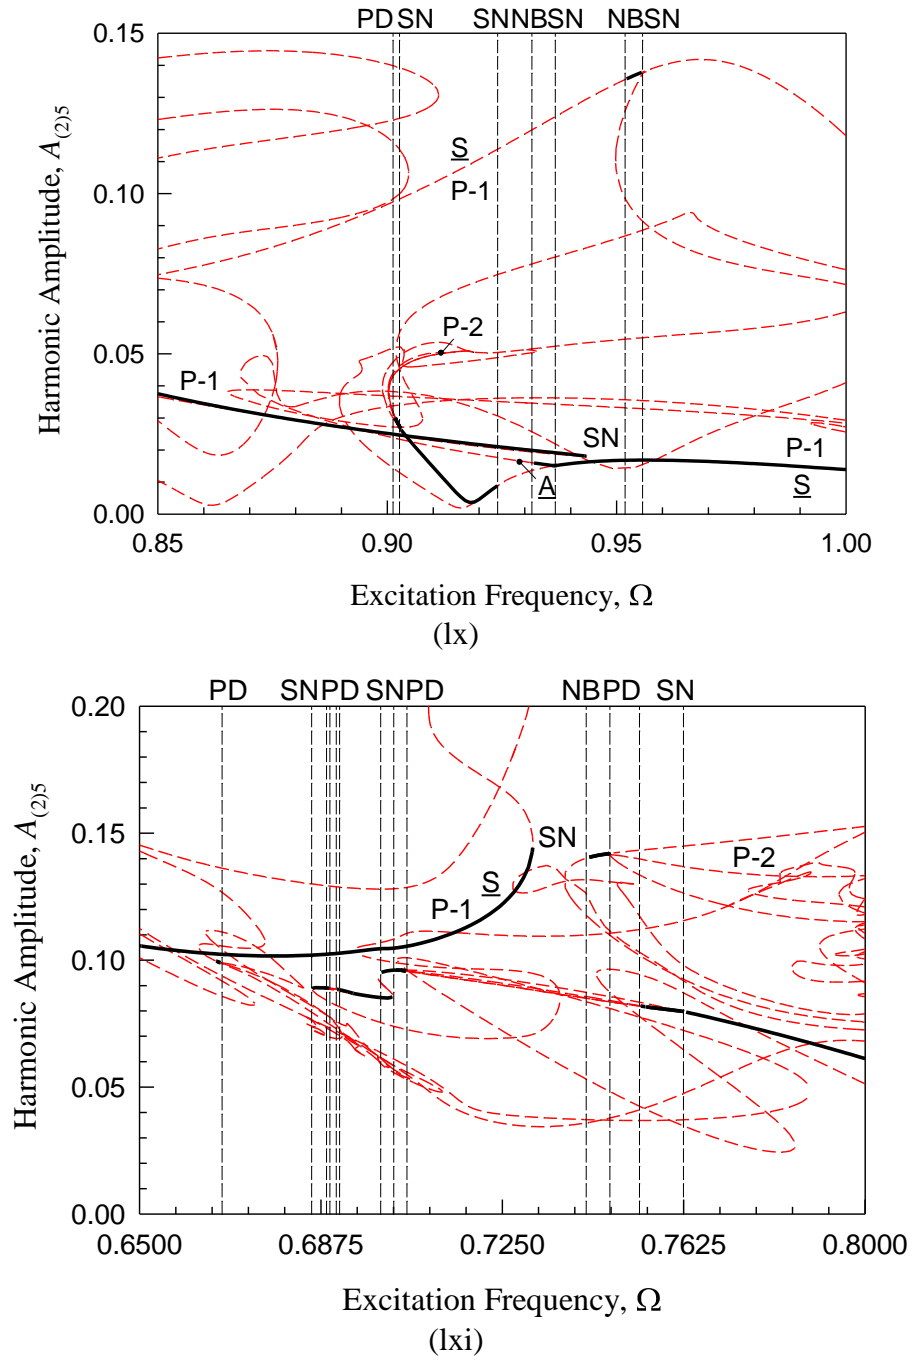 PD SN SN NB SN NB SN
0.15
0.10
0.05
0.00
Harmonic Amplitude, A(2)5
S
P-1
P-2
P-1
SN
A
P-1
S
0.85 0.90 0.95 1.00
Excitation Frequency, Ω
(lx)
PD SN PD SN PD NB PD SN
0.20
0.15
0.10
0.05
0.00
Harmonic Amplitude, A(2)5
SN
S
P-1
P-2
0.6500 0.6875 0.7250 0.7625 0.8000
Excitation Frequency, Ω
(lxi)